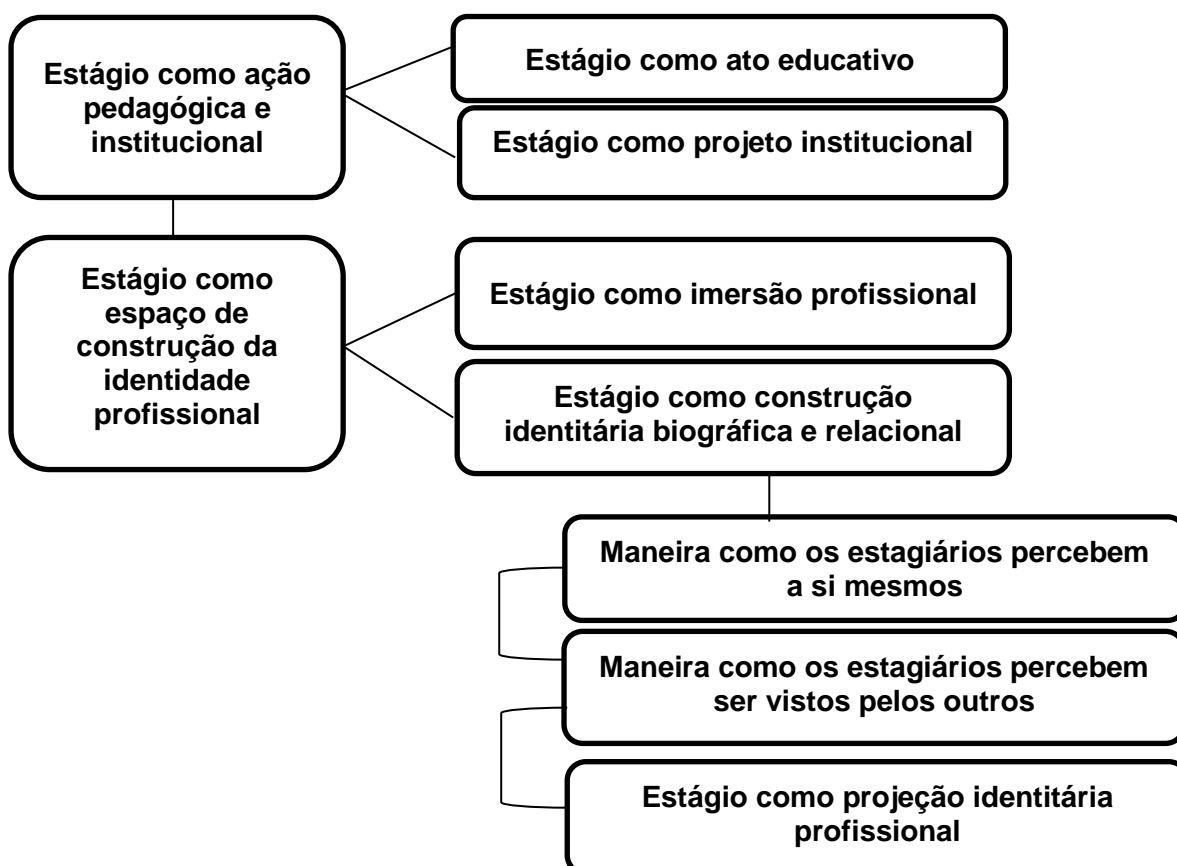 Estágio como ação
pedagógica e
institucional
Estágio como ato educativo
Estágio como projeto institucional
Estágio como
espaço de
construção da
identidade
profissional
Estágio como imersão profissional
Estágio como construção
identitária biográfica e relacional
Maneira como os estagiários percebem
a si mesmos
Maneira como os estagiários percebem
ser vistos pelos outros
Estágio como projeção identitária
profissional